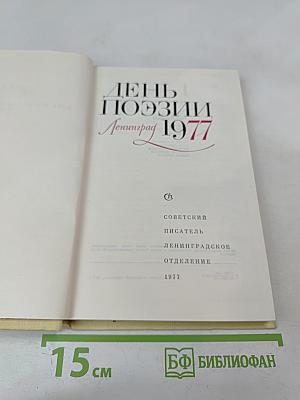 ДЕНЬ
ПОЭЗИИ
Ленинград 1977
СОВЕТСКИЙ
ПИСАТЕЛЬ
ЛЕНИНГРАДСКОЕ
ОТДЕЛЕНИЕ
1977
15 см
БФ БИБЛИОФАН